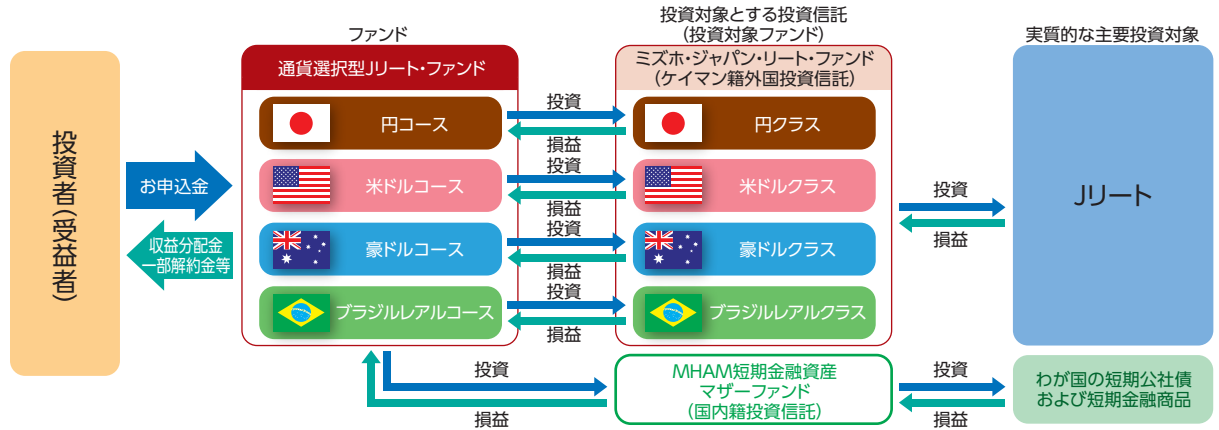 投資者(受益者)
お申込金
収益分配金
一部解約金等
ファンド
通貨選択型Jリート・ファンド
円コース
米ドルコース
豪ドルコース
ブラジルレアルコース
投資
損益
投資
損益
投資
損益
投資
損益
投資対象とする投資信託
(投資対象ファンド)
ミズホ・ジャパン・リート・ファンド
(ケイマン籍外国投資信託)
円クラス
米ドルクラス
豪ドルクラス
ブラジルレアルクラス
投資
損益
実質的な主要投資対象
Jリート
投資
損益
MHAM短期金融資産
マザーファンド
(国内籍投資信託)
投資
損益
わが国の短期公社債
および短期金融商品